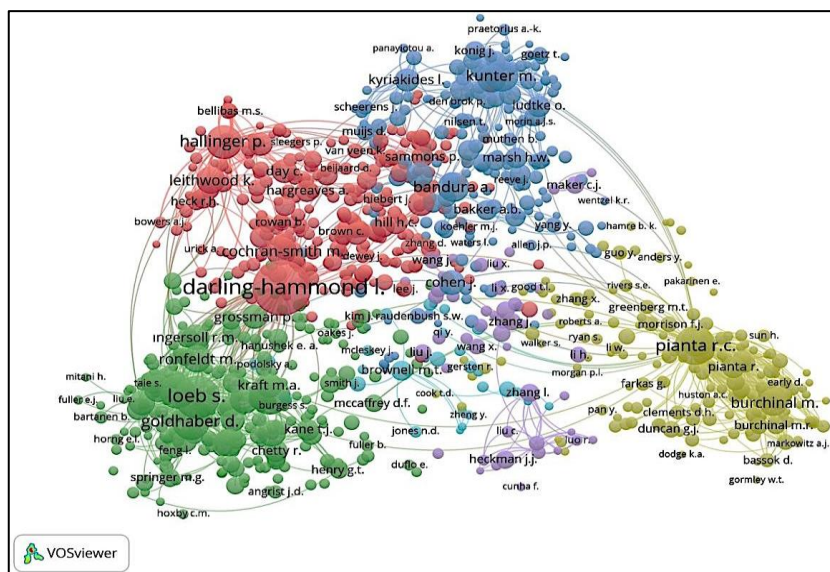 praetorius a.-k.
panayiotou a.
konig j.
goetz t.
kunter m.
kyriakides l.
scheerens j.
den brok p.
ludtke o.
morin a.j.s.
bellibas m.s.
muijs d.
nilsen t.
hallinger p.
sleegers p.
van veen k.
muthen b.
sammons p.
marsh h.w.
leithwood k.
day c.
beijaard d.
hargreaves a.
bandura a.
reeve j.
maker c.j.
heck r.h.
hiebert j.
wentzel k.r.
bakker a.b.
bowers a.j.
rowan b.
hill h.c.
koehler m.j.
yang y.
hamre b. k.
brown c.
waters l.
urick a.
cochran-smith m.
zhang d.
allen j.p.
guo y.
anders y.
dewey j.
wang j.
liu x.
darling-hammond l.
lee j.
cohen j.
li x.
good t.l.
rivers s.e.
pakarinen e.
zhang x.
grossman p.
greenberg m.t.
oakes j.
kim j.
raudenbush s.w.
zhang j.
roberts a.
morrison f.j.
ingersoll r.m.
hanushek e. a.
qi y.
ryan s.
sun h.
ronfeldt m.
mcleskey j.
liu j.
wang x.
walker s.
pianta r.c.
podolsky a.
li h.
li w.
mitani h.
taie s.
brownell m.t.
gersten r.
morgan p.l.
pianta r.
fuller e.j.
liu e.
loeb s.
kraft m.a.
smith j.
farkas g.
early d.
cook t.d.
zhang l.
huston a.c.
burchinal m.
bartanen b.
burgess s.
mccaffrey d.f.
pan y.
clements d.h.
goldhaber d.
zheng y.
horng e.l.
kane t.j.
jones n.d.
liu c.
duncan g.j.
burchinal m.r.
feng l.
chetty r.
fuller b.
luo r.
markowitz a.j.
springer m.g.
henry g.t.
duflo e.
heckman j.j.
dodge k.a.
bassok d.
angrist j.d.
cunha f.
gormley w.t.
hoxby c.m.
VOSviewer